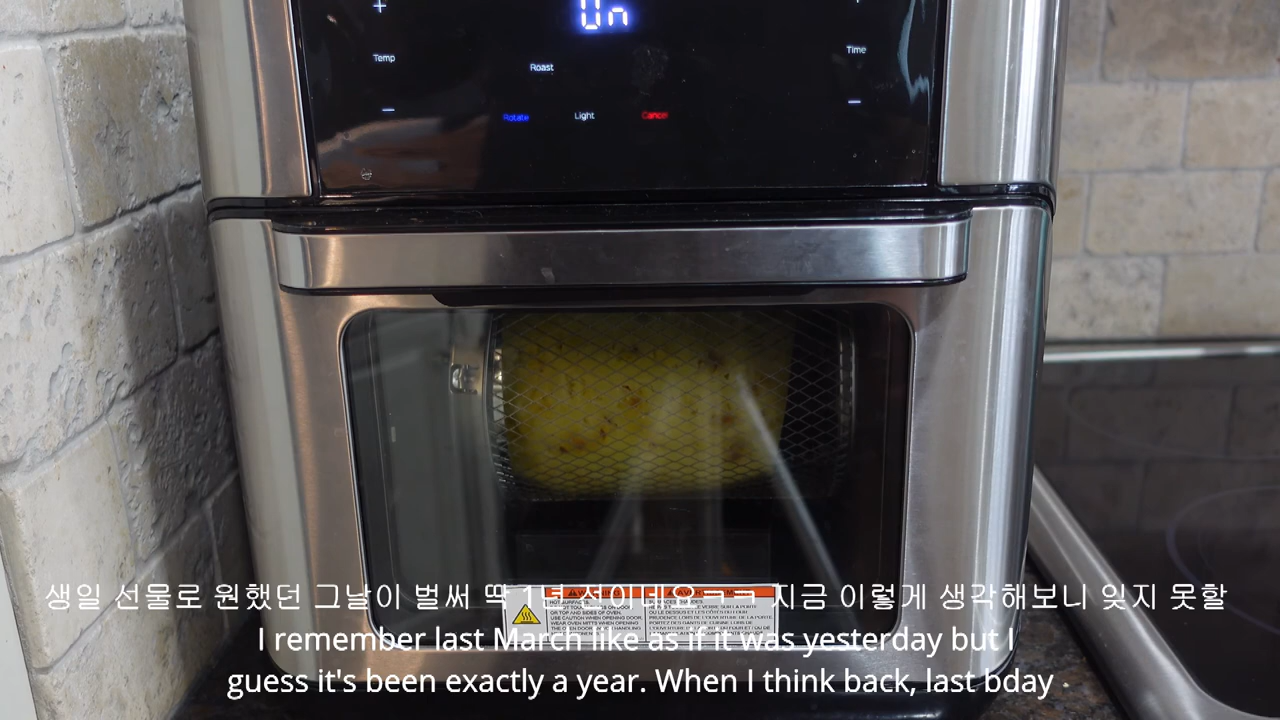 +
Un
Temp
Time
Roast
−
−
Rotate
Light
Cancel
생일 선물로 원했던 그날이 벌써 딱 1년 전이네요ㅋㅋ 지금 이렇게 생각해보니 잊지 못할
I remember last March like as if it was yesterday but I
guess it's been exactly a year. When I think back, last bday